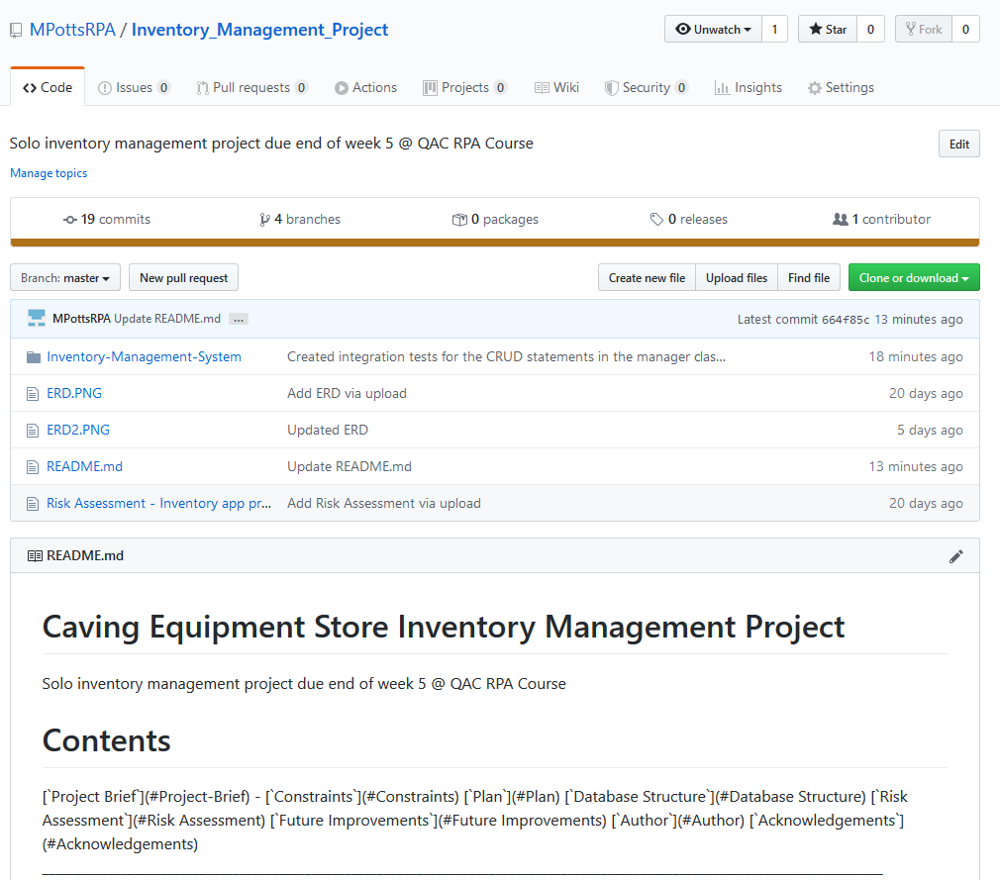 MPottsRPA / Inventory_Management_Project
Unwatch 1 Star 0 Fork 0
Code Issues 0 Pull requests 0 Actions Projects 0 Wiki Security 0 Insights Settings
Solo inventory management project due end of week 5 @ QAC RPA Course
Edit
Manage topics
19 commits 4 branches 0 packages 0 releases 1 contributor
Branch: master New pull request Create new file Upload files Find file Clone or download
MPottsRPA Update README.md ... Latest commit 664f85c 13 minutes ago
Inventory-Management-System Created integration tests for the CRUD statements in the manager clas... 18 minutes ago
ERD.PNG Add ERD via upload 20 days ago
ERD2.PNG Updated ERD 5 days ago
README.md Update README.md 13 minutes ago
Risk Assessment - Inventory app pr... Add Risk Assessment via upload 20 days ago
README.md
Caving Equipment Store Inventory Management Project
Solo inventory management project due end of week 5 @ QAC RPA Course
Contents
[`Project Brief`](#Project-Brief) - [`Constraints`](#Constraints) [`Plan`](#Plan) [`Database Structure`](#Database Structure) [`Risk
Assessment`](#Risk Assessment) [`Future Improvements`](#Future Improvements) [`Author`](#Author) [`Acknowledgements`]
(#Acknowledgements)